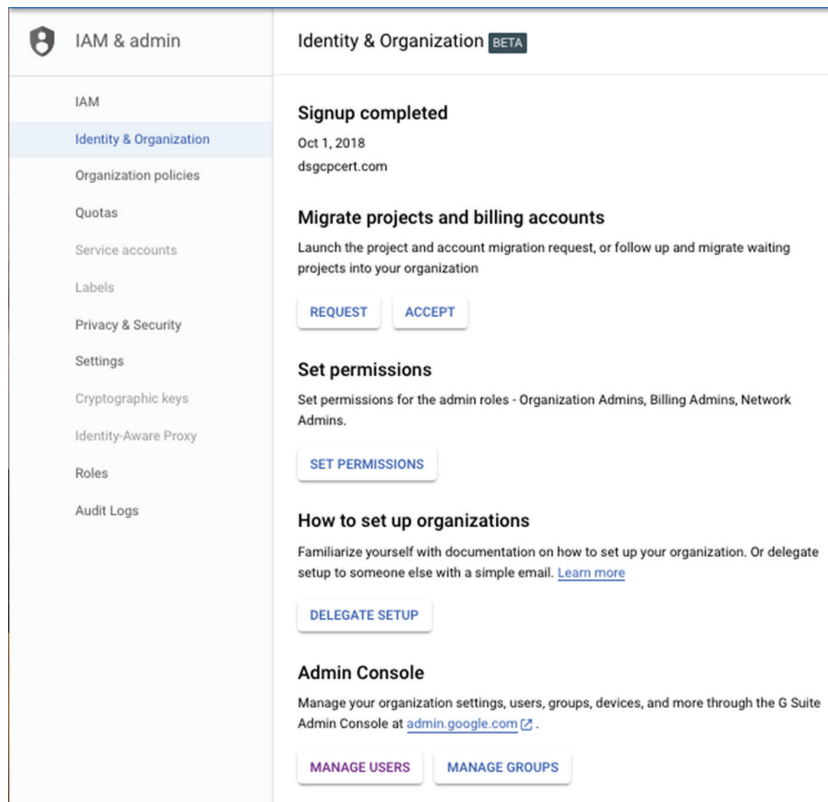 IAM & admin
IAM
Identity & Organization
Organization policies
Quotas
Service accounts
Labels
Privacy & Security
Settings
Cryptographic keys
Identity-Aware Proxy
Roles
Audit Logs
Identity & Organization BETA
Signup completed
Oct 1, 2018
dsgcpcert.com
Migrate projects and billing accounts
Launch the project and account migration request, or follow up and migrate waiting
projects into your organization
REQUEST ACCEPT
Set permissions
Set permissions for the admin roles - Organization Admins, Billing Admins, Network
Admins.
SET PERMISSIONS
How to set up organizations
Familiarize yourself with documentation on how to set up your organization. Or delegate
setup to someone else with a simple email. Learn more
DELEGATE SETUP
Admin Console
Manage your organization settings, users, groups, devices, and more through the G Suite
Admin Console at admin.google.com .
MANAGE USERS MANAGE GROUPS